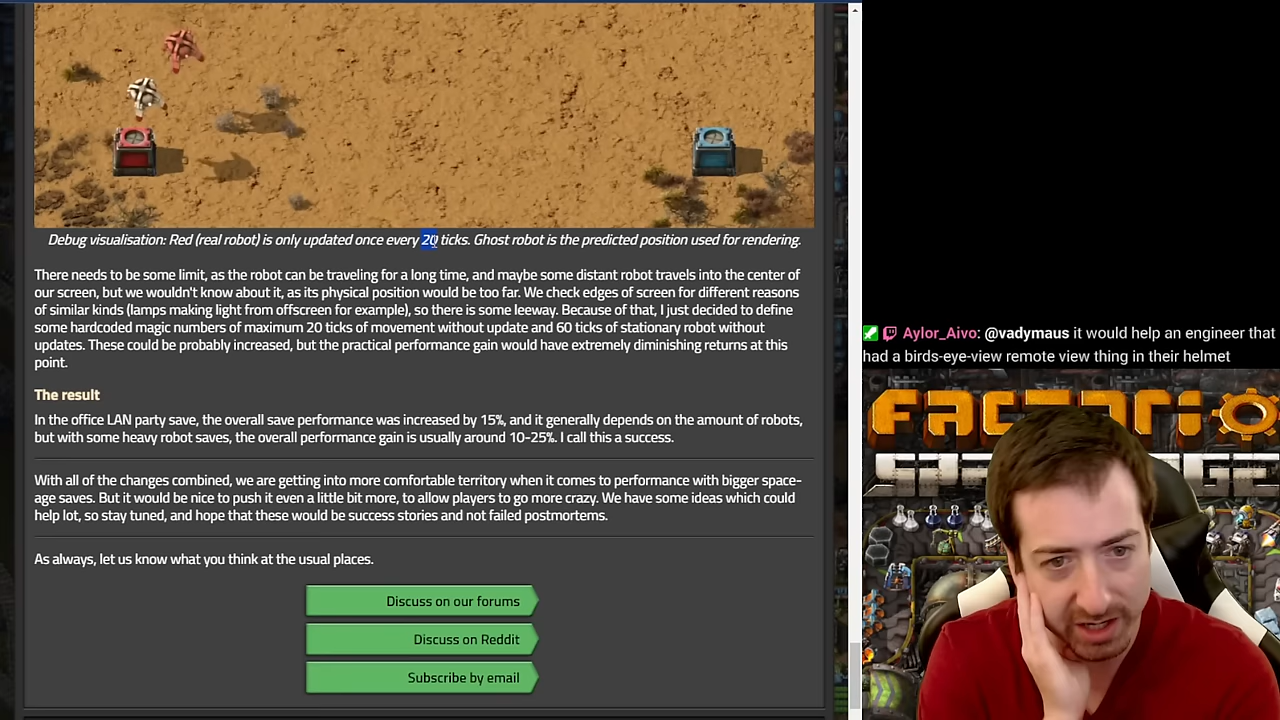 Debug visualisation: Red (real robot) is only updated once every 20 ticks. Ghost robot is the predicted position used for rendering.
There needs to be some limit, as the robot can be traveling for a long time, and maybe some distant robot travels into the center of
our screen, but we wouldn't know about it, as its physical position would be too far. We check edges of screen for different reasons
of similar kinds (lamps making light from offscreen for example), so there is some leeway. Because of that, I just decided to define
some hardcoded magic numbers of maximum 20 ticks of movement without update and 60 ticks of stationary robot without
updates. These could be probably increased, but the practical performance gain would have extremely diminishing returns at this
point.
The result
In the office LAN party save, the overall save performance was increased by 15%, and it generally depends on the amount of robots,
but with some heavy robot saves, the overall performance gain is usually around 10-25%. I call this a success.
With all of the changes combined, we are getting into more comfortable territory when it comes to performance with bigger space-
age saves. But it would be nice to push it even a little bit more, to allow players to go more crazy. We have some ideas which could
help lot, so stay tuned, and hope that these would be success stories and not failed postmortems.
As always, let us know what you think at the usual places.
Discuss on our forums
Discuss on Reddit
Subscribe by email
Aylor_Aivo: @vadymaus it would help an engineer that
had a birds-eye-view remote view thing in their helmet
FACTORIO